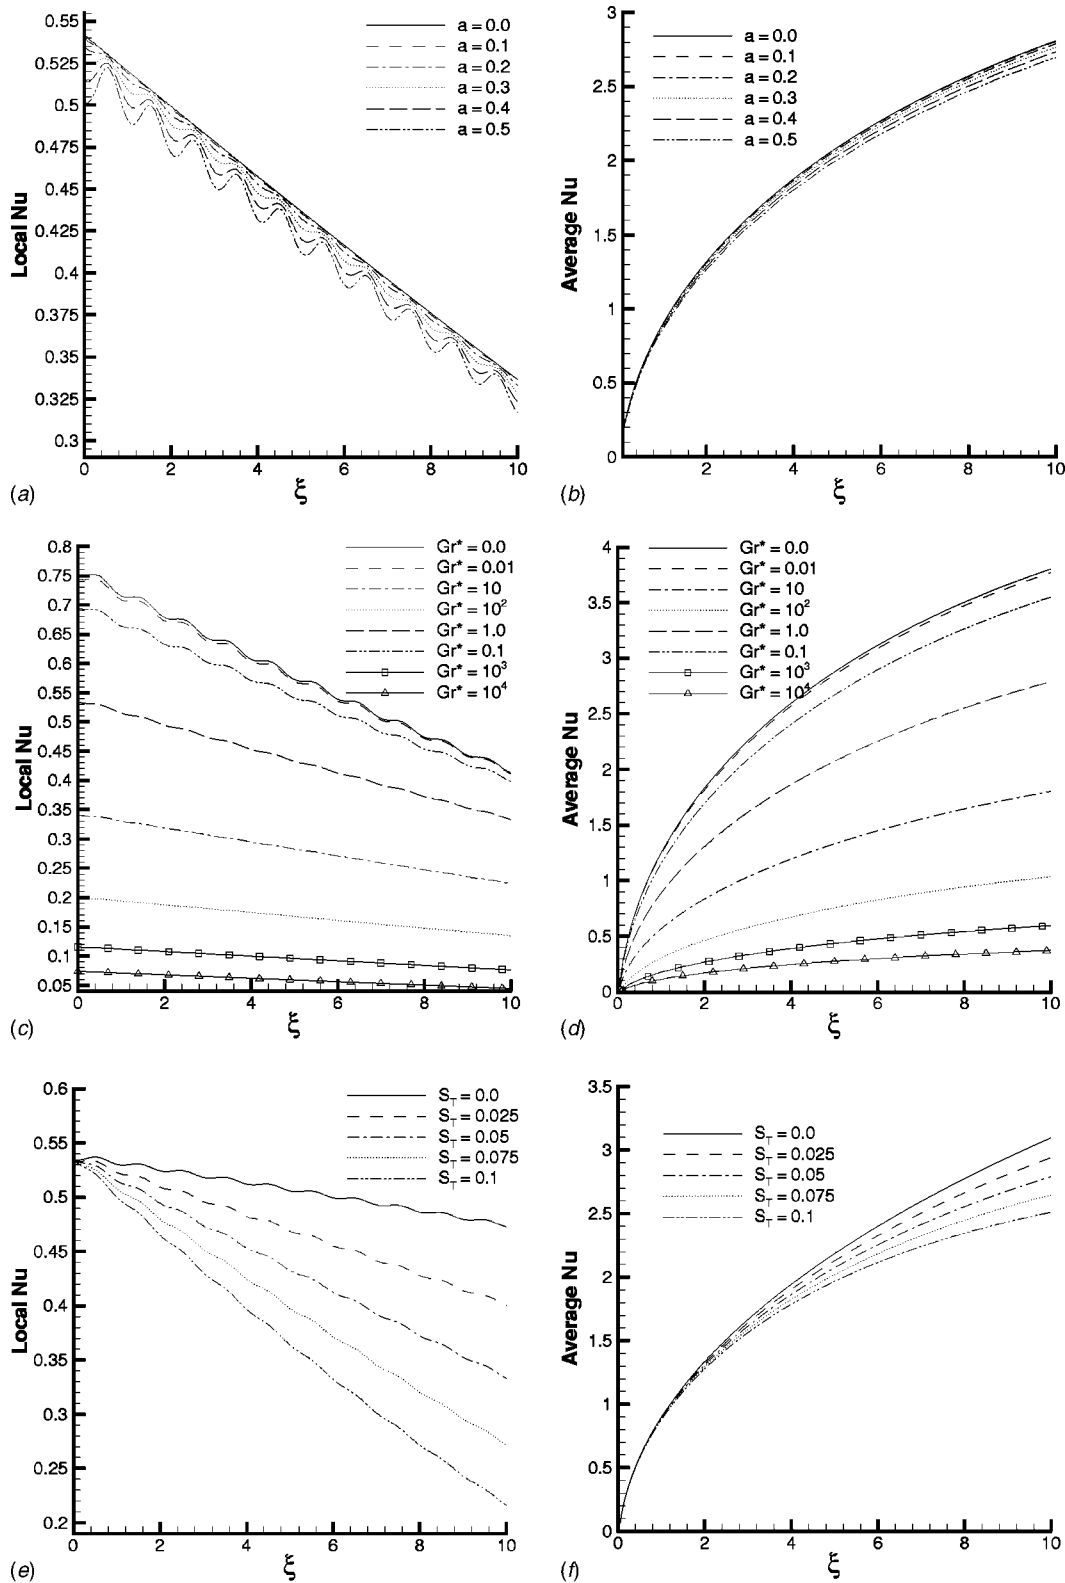 0.55
0.525
0.5
0.475
0.45
0.425
0.4
0.375
0.35
0.325
0.3
Local Nu
a = 0.0
a = 0.1
a = 0.2
a = 0.3
a = 0.4
a = 0.5
0 2 4 6 8 10
ξ
(a)
3
2.5
2
1.5
1
0.5
0
Average Nu
a = 0.0
a = 0.1
a = 0.2
a = 0.3
a = 0.4
a = 0.5
2 4 6 8 10
ξ
(b)
0.8
0.75
0.7
0.65
0.6
0.55
0.5
0.45
0.4
0.35
0.3
0.25
0.2
0.15
0.1
0.05
Local Nu
Gr* = 0.0
Gr* = 0.01
Gr* = 10
Gr* = 10²
Gr* = 1.0
Gr* = 0.1
Gr* = 10³
Gr* = 10⁴
0 2 4 6 8 10
ξ
(c)
4
3.5
3
2.5
2
1.5
1
0.5
0
Average Nu
Gr* = 0.0
Gr* = 0.01
Gr* = 10
Gr* = 10²
Gr* = 1.0
Gr* = 0.1
Gr* = 10³
Gr* = 10⁴
0 2 4 6 8 10
ξ
(d)
0.6
0.55
0.5
0.45
0.4
0.35
0.3
0.25
0.2
Local Nu
S_T = 0.0
S_T = 0.025
S_T = 0.05
S_T = 0.075
S_T = 0.1
0 2 4 6 8 10
ξ
(e)
3.5
3
2.5
2
1.5
1
0.5
0
Average Nu
S_T = 0.0
S_T = 0.025
S_T = 0.05
S_T = 0.075
S_T = 0.1
0 2 4 6 8 10
ξ
(f)